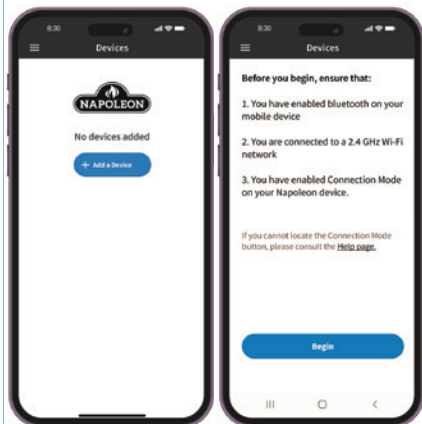 8:30
Devices
NAPOLEON
No devices added
+ Add a Device
8:30
Devices
Before you begin, ensure that:
1. You have enabled bluetooth on your
mobile device
2. You are connected to a 2.4 GHz Wi-Fi
network
3. You have enabled Connection Mode
on your Napoleon device.
If you cannot locate the Connection Mode
button, please consult the Help page.
Begin